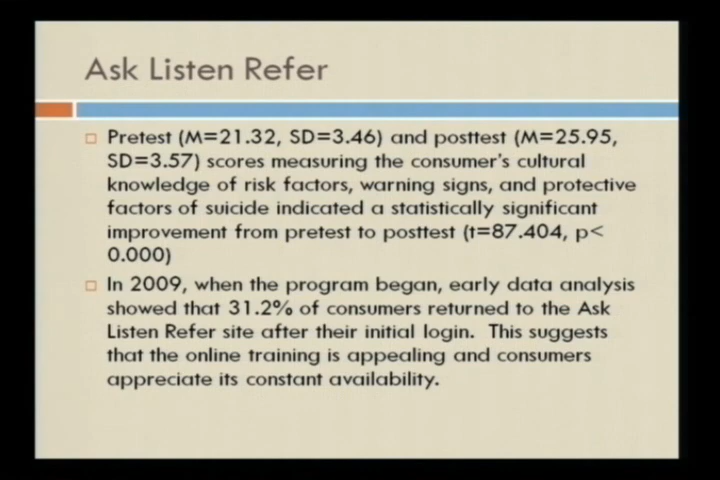 Ask Listen Refer
Pretest (M=21.32, SD=3.46) and posttest (M=25.95,
SD=3.57) scores measuring the consumer's cultural
knowledge of risk factors, warning signs, and protective
factors of suicide indicated a statistically significant
improvement from pretest to posttest (t=87.404, p<
0.000)
In 2009, when the program began, early data analysis
showed that 31.2% of consumers returned to the Ask
Listen Refer site after their initial login. This suggests
that the online training is appealing and consumers
appreciate its constant availability.